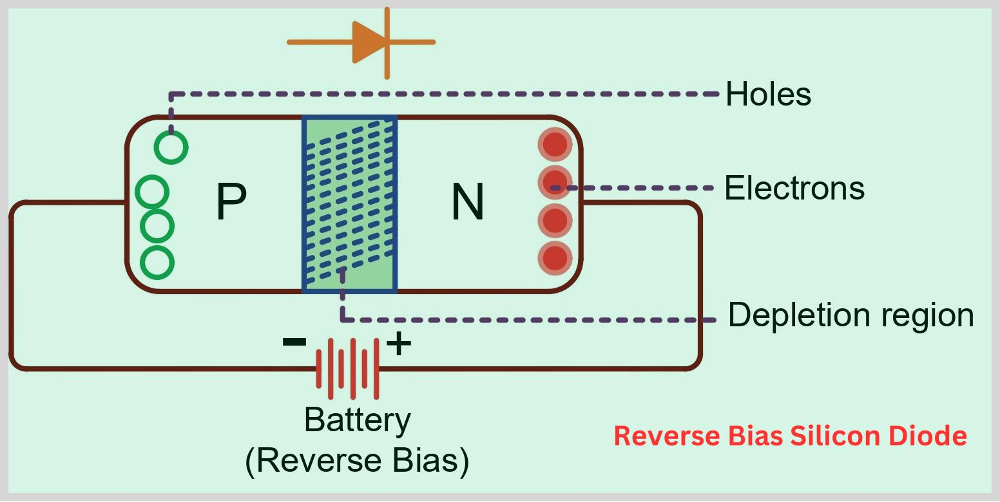 Holes
P
N
Electrons
Depletion region
- +
Battery
(Reverse Bias)
Reverse Bias Silicon Diode